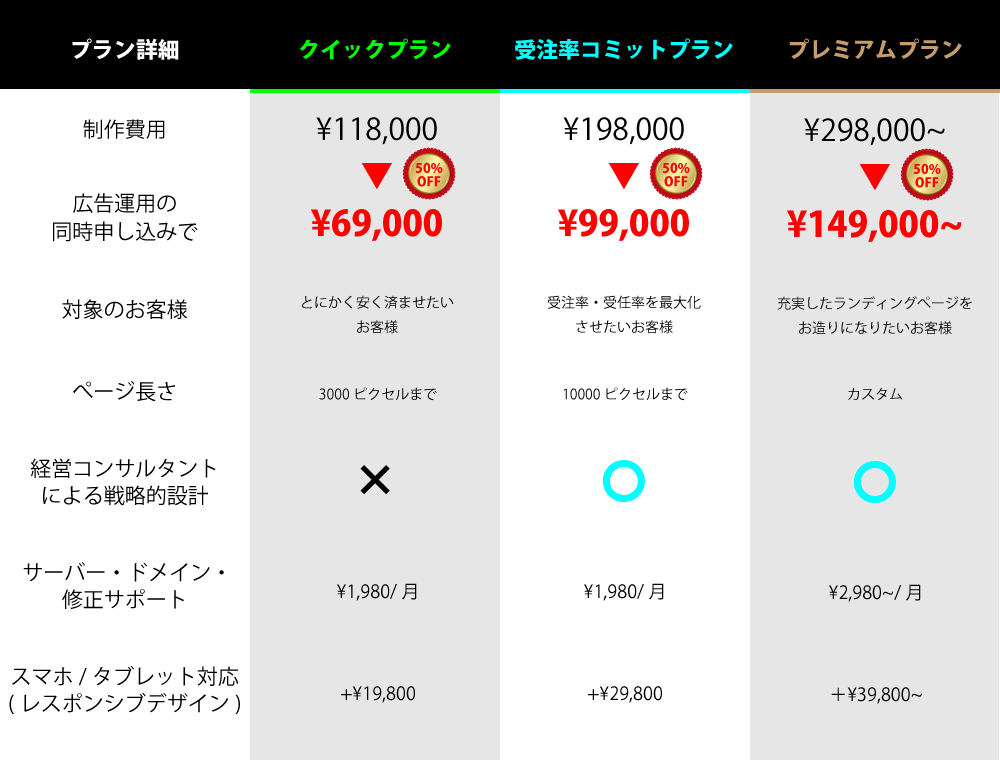 プラン詳細 クイックプラン 受注率コミットプラン プレミアムプラン
制作費用 ¥118,000 ¥198,000 ¥298,000~
50% 50% 50%
OFF OFF OFF
広告運用の
同時申し込みで ¥69,000 ¥99,000 ¥149,000~
対象のお客様 とにかく安く済ませたい 受注率・受任率を最大化 充実したランディングページを
お客様 させたいお客様 お造りになりたいお客様
ページ長さ 3000 ピクセルまで 10000 ピクセルまで カスタム
経営コンサルタント
による戦略的設計 ✕ ◯ ◯
サーバー・ドメイン・
修正サポート ¥1,980/ 月 ¥1,980/ 月 ¥2,980~/ 月
スマホ / タブレット対応
( レスポンシブデザイン ) +¥19,800 +¥29,800 +¥39,800~